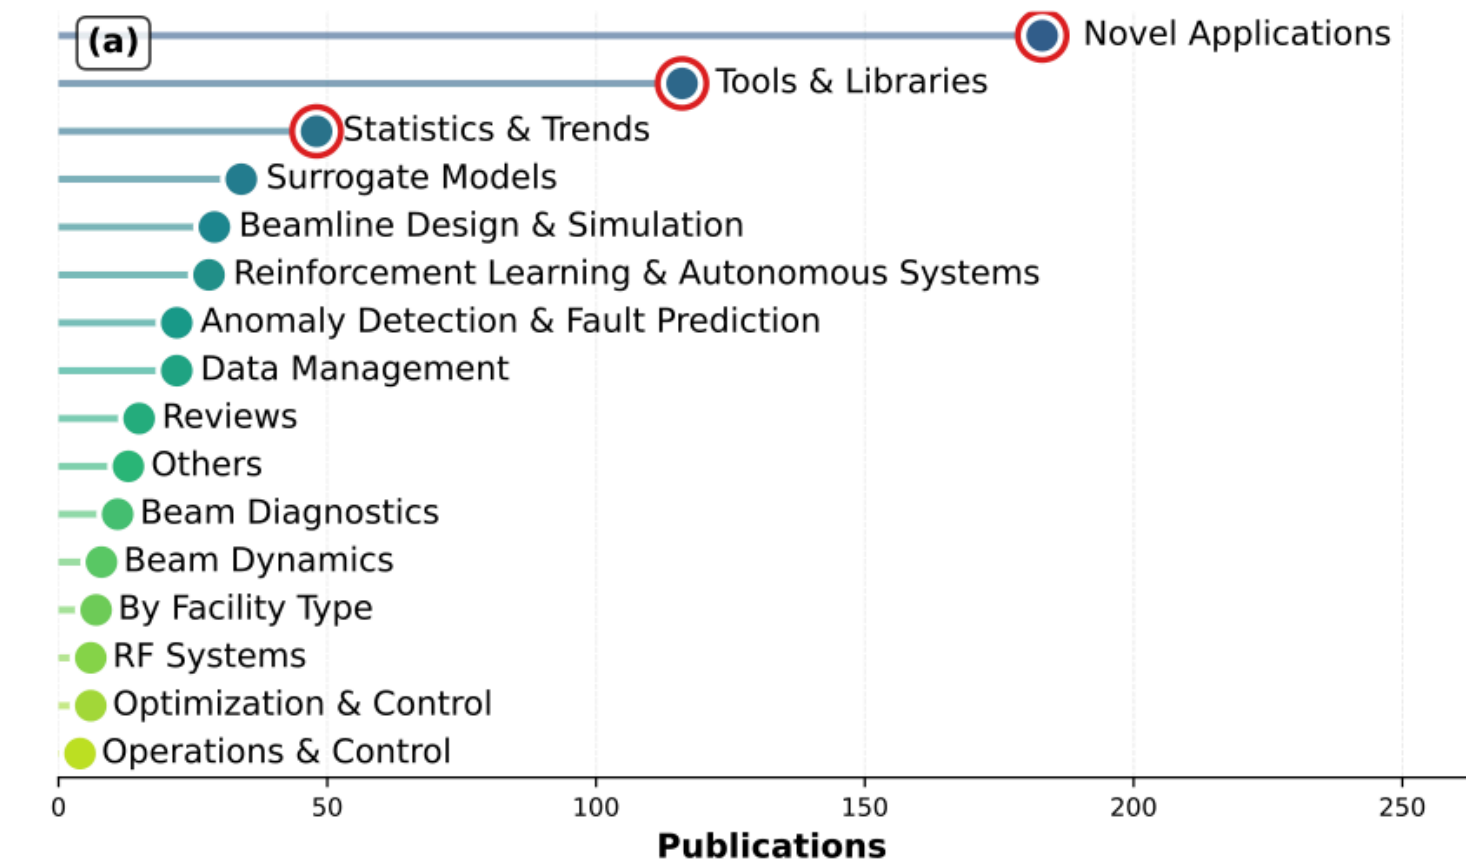 (a)
Novel Applications
Tools & Libraries
Statistics & Trends
Surrogate Models
Beamline Design & Simulation
Reinforcement Learning & Autonomous Systems
Anomaly Detection & Fault Prediction
Data Management
Reviews
Others
Beam Diagnostics
Beam Dynamics
By Facility Type
RF Systems
Optimization & Control
Operations & Control
0 50 100 150 200 250
Publications